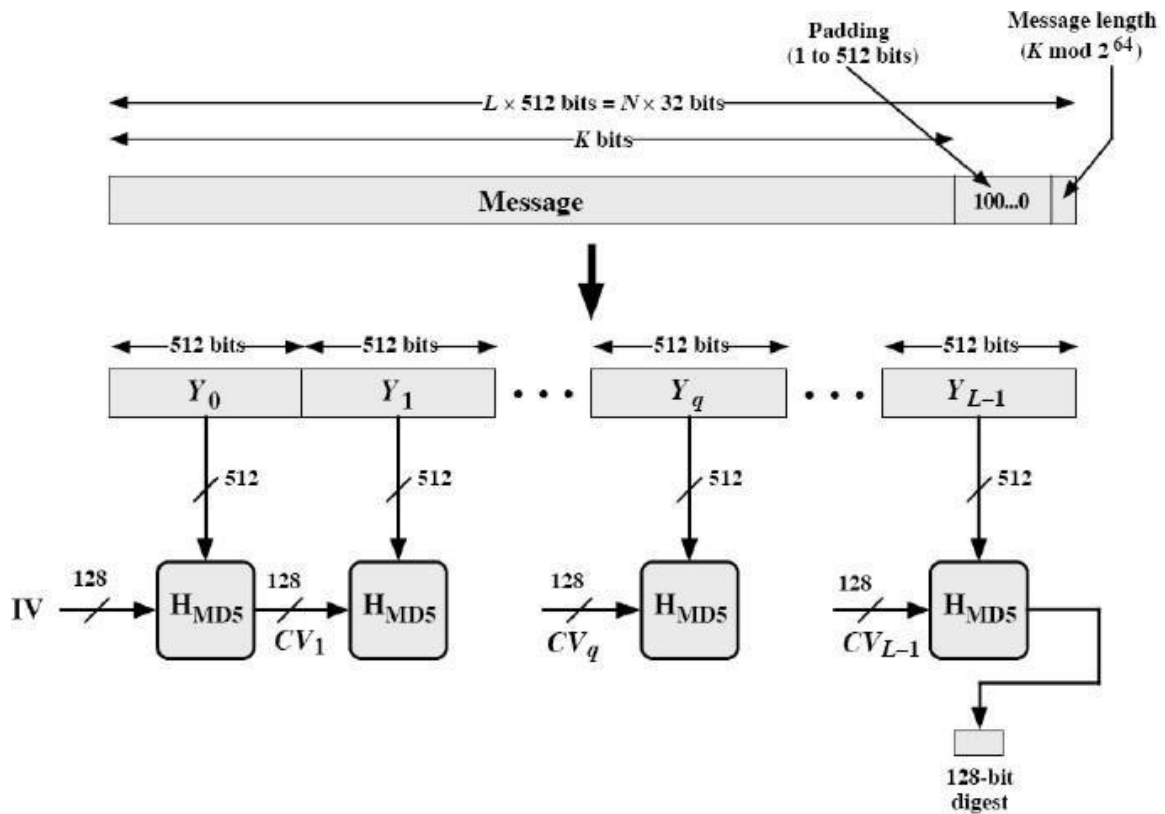 Padding
(1 to 512 bits)
Message length
(K mod 2^64)
L × 512 bits = N × 32 bits
K bits
Message
100...0
512 bits
512 bits
512 bits
512 bits
Y0
Y1
• • •
Yq
• • •
YL–1
512
512
512
512
IV
128
HMD5
128
CV1
HMD5
128
CVq
HMD5
128
CVL–1
HMD5
128-bit
digest